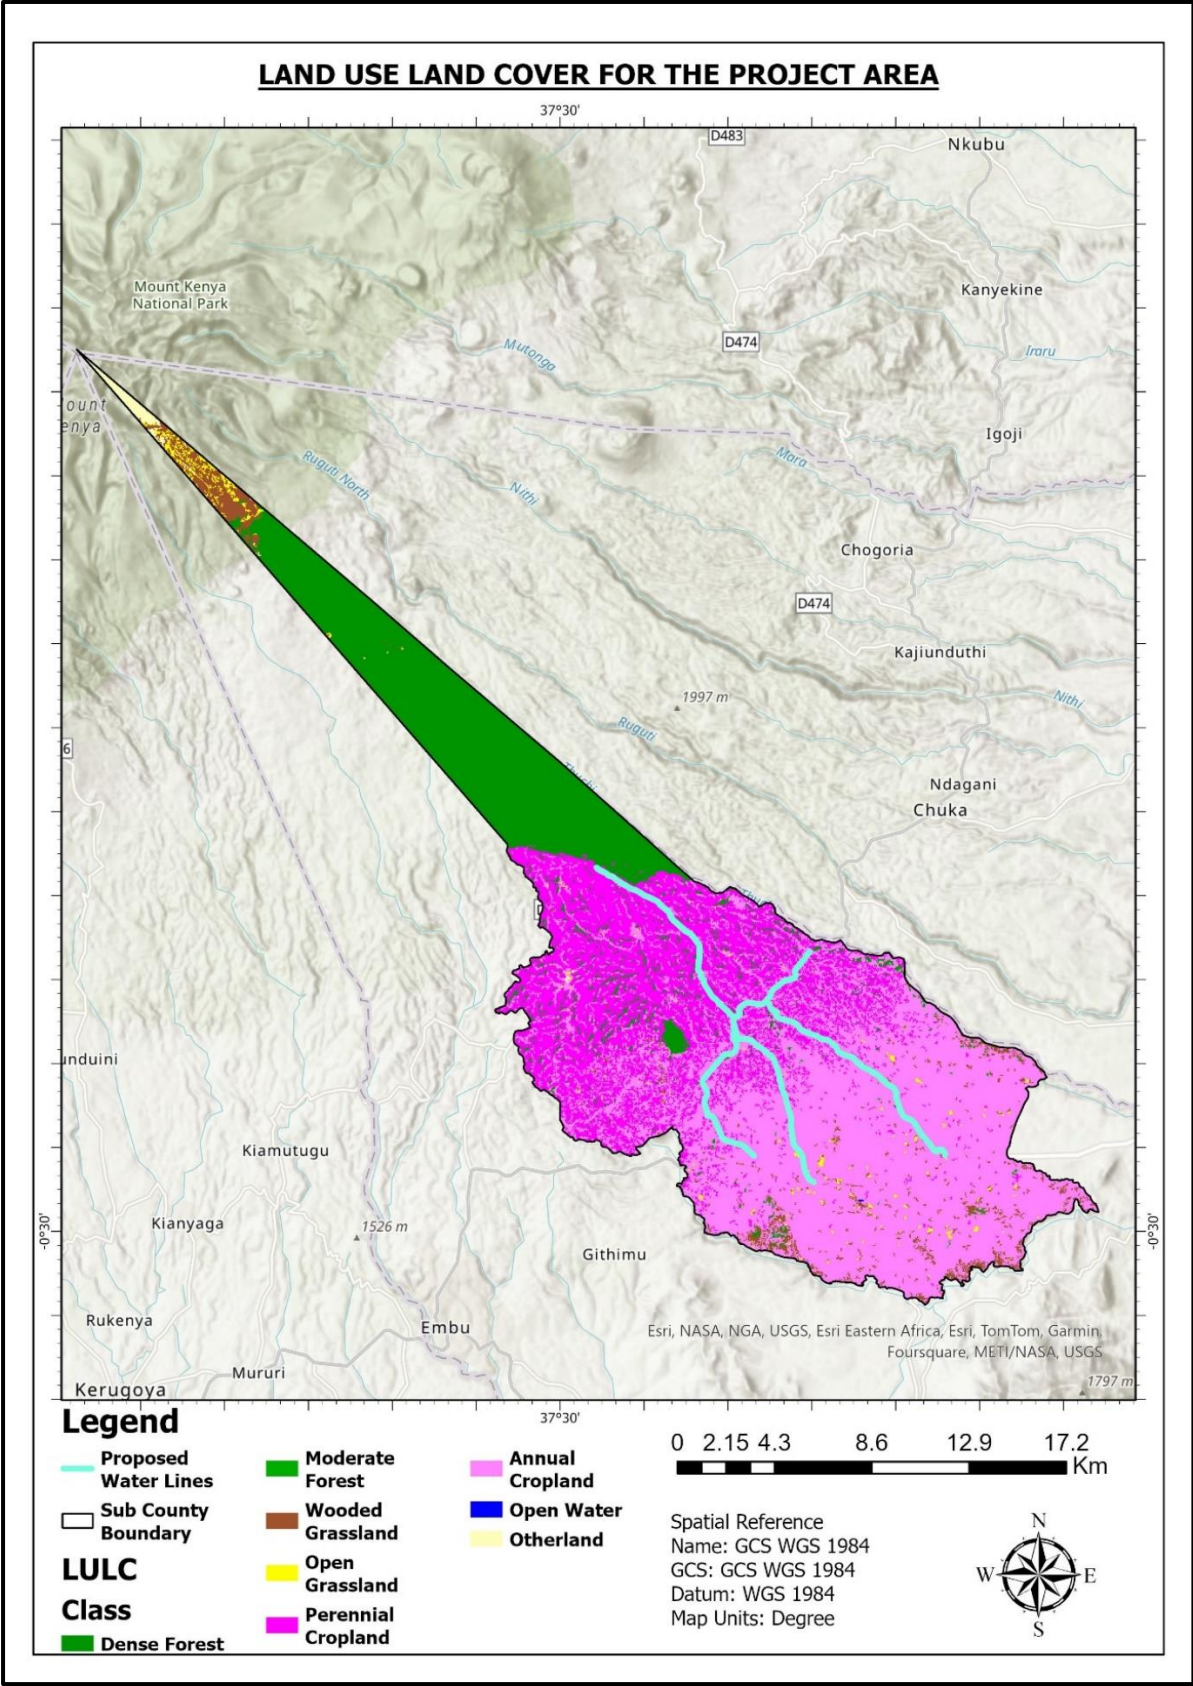 LAND USE LAND COVER FOR THE PROJECT AREA
37°30'
D483
Nkubu
Mount Kenya
National Park
Kanyekine
D474
Mutonga
Iraru
ount
enya
Igoji
Mara
Ruguti North
Nithi
Chogoria
D474
Kajiunduthi
1997 m
Nithi
Ruguti
6
Ndagani
Chuka
unduini
Kiamutugu
Kianyaga
1526 m
-0°30'
-0°30'
Githimu
Rukenya
Embu
Esri, NASA, NGA, USGS, Esri Eastern Africa, Esri, TomTom, Garmin,
Foursquare, METI/NASA, USGS
Mururi
Kerugoya
1797 m
37°30'
Legend
Proposed
Water Lines
Sub County
Boundary
LULC
Class
Dense Forest
Moderate
Forest
Wooded
Grassland
Open
Grassland
Perennial
Cropland
Annual
Cropland
Open Water
Otherland
0 2.15 4.3 8.6 12.9 17.2
Km
Spatial Reference
Name: GCS WGS 1984
GCS: GCS WGS 1984
Datum: WGS 1984
Map Units: Degree
N
W E
S